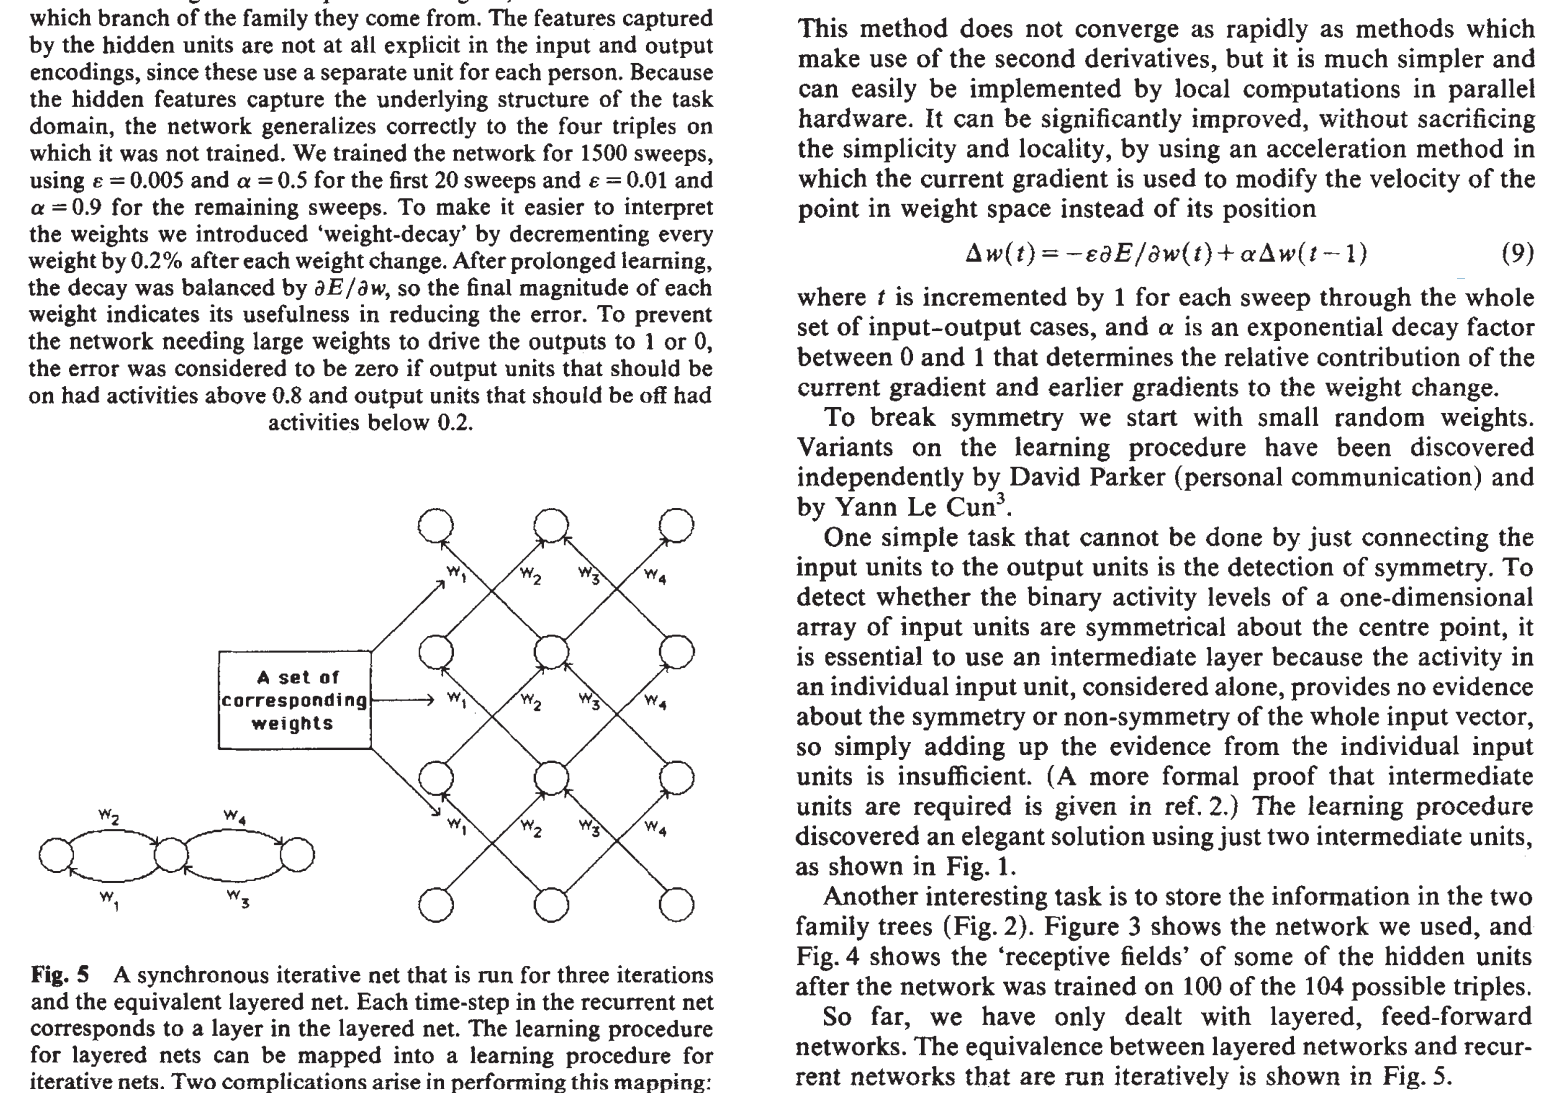 which branch of the family they come from. The features captured
by the hidden units are not at all explicit in the input and output
encodings, since these use a separate unit for each person. Because
the hidden features capture the underlying structure of the task
domain, the network generalizes correctly to the four triples on
which it was not trained. We trained the network for 1500 sweeps,
using ε = 0.005 and α = 0.5 for the first 20 sweeps and ε = 0.01 and
α = 0.9 for the remaining sweeps. To make it easier to interpret
the weights we introduced ‘weight-decay’ by decrementing every
weight by 0.2% after each weight change. After prolonged learning,
the decay was balanced by ∂E/∂w, so the final magnitude of each
weight indicates its usefulness in reducing the error. To prevent
the network needing large weights to drive the outputs to 1 or 0,
the error was considered to be zero if output units that should be
on had activities above 0.8 and output units that should be off had
activities below 0.2.
w₁ w₂ w₃ w₄
A set of
corresponding
weights
w₁ w₂ w₃ w₄
w₁ w₂ w₃ w₄
w₂ w₄
w₁ w₃
Fig. 5 A synchronous iterative net that is run for three iterations
and the equivalent layered net. Each time-step in the recurrent net
corresponds to a layer in the layered net. The learning procedure
for layered nets can be mapped into a learning procedure for
iterative nets. Two complications arise in performing this mapping:
This method does not converge as rapidly as methods which
make use of the second derivatives, but it is much simpler and
can easily be implemented by local computations in parallel
hardware. It can be significantly improved, without sacrificing
the simplicity and locality, by using an acceleration method in
which the current gradient is used to modify the velocity of the
point in weight space instead of its position
Δw(t) = −ε∂E/∂w(t) + αΔw(t − 1) (9)
where t is incremented by 1 for each sweep through the whole
set of input–output cases, and α is an exponential decay factor
between 0 and 1 that determines the relative contribution of the
current gradient and earlier gradients to the weight change.
To break symmetry we start with small random weights.
Variants on the learning procedure have been discovered
independently by David Parker (personal communication) and
by Yann Le Cun³.
One simple task that cannot be done by just connecting the
input units to the output units is the detection of symmetry. To
detect whether the binary activity levels of a one-dimensional
array of input units are symmetrical about the centre point, it
is essential to use an intermediate layer because the activity in
an individual input unit, considered alone, provides no evidence
about the symmetry or non-symmetry of the whole input vector,
so simply adding up the evidence from the individual input
units is insufficient. (A more formal proof that intermediate
units are required is given in ref. 2.) The learning procedure
discovered an elegant solution using just two intermediate units,
as shown in Fig. 1.
Another interesting task is to store the information in the two
family trees (Fig. 2). Figure 3 shows the network we used, and
Fig. 4 shows the ‘receptive fields’ of some of the hidden units
after the network was trained on 100 of the 104 possible triples.
So far, we have only dealt with layered, feed-forward
networks. The equivalence between layered networks and recur-
rent networks that are run iteratively is shown in Fig. 5.